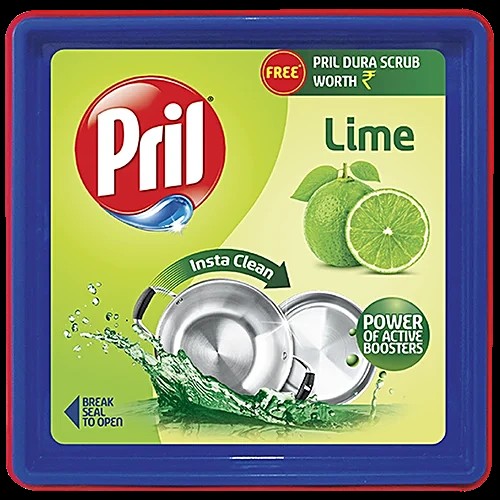 FREE*
PRIL DURA SCRUB
WORTH ₹
Pril
Lime
Insta Clean
POWER
OF ACTIVE
BOOSTERS
BREAK
SEAL
TO OPEN